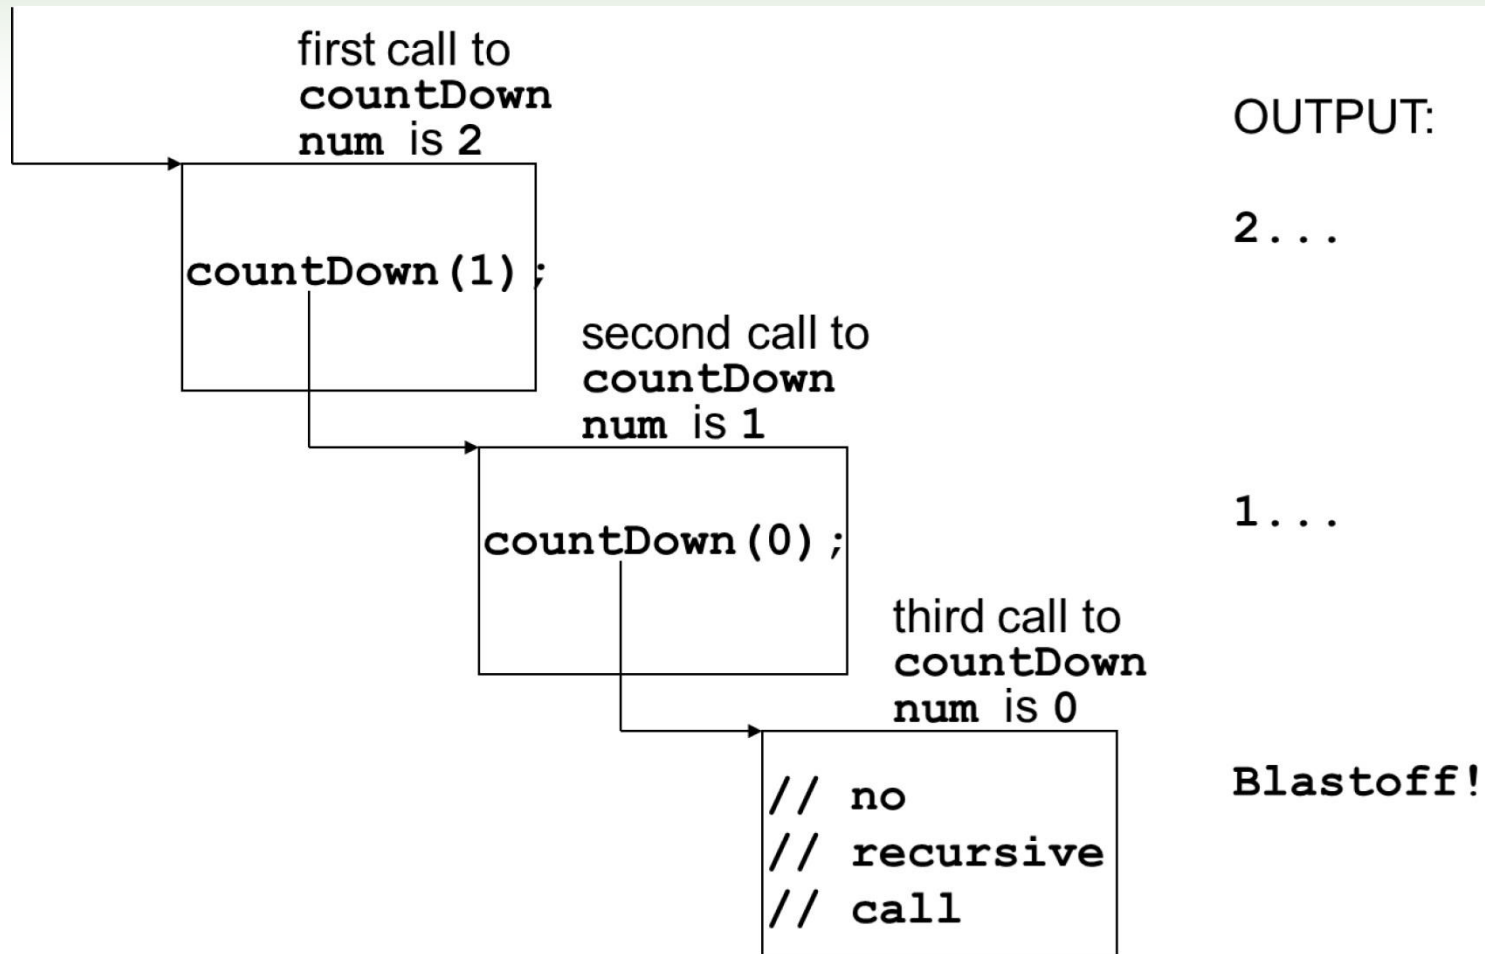 first call to
countDown
num is 2
OUTPUT:
2...
countDown(1);
second call to
countDown
num is 1
1...
countDown(0);
third call to
countDown
num is 0
Blastoff!
// no
// recursive
// call